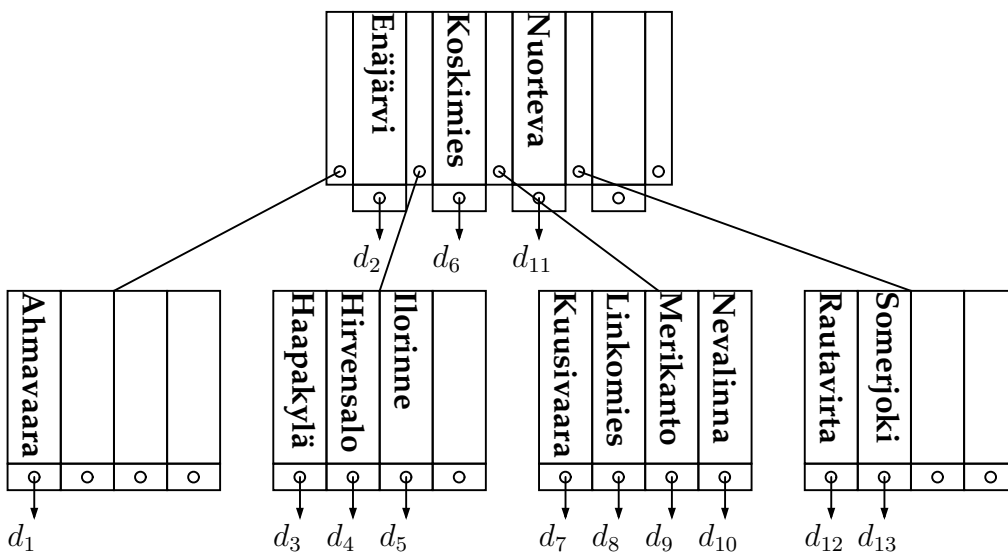 Enäjärvi
Koskimies
Nuorteva
d2 d6 d11
Ahmavaara
Haapakylä
Hirvensalo
Ilorinne
Kuusivaara
Linkomies
Merikanto
Nevalinna
Rautavirta
Somerjoki
d1 d3 d4 d5 d7 d8 d9 d10 d12 d13